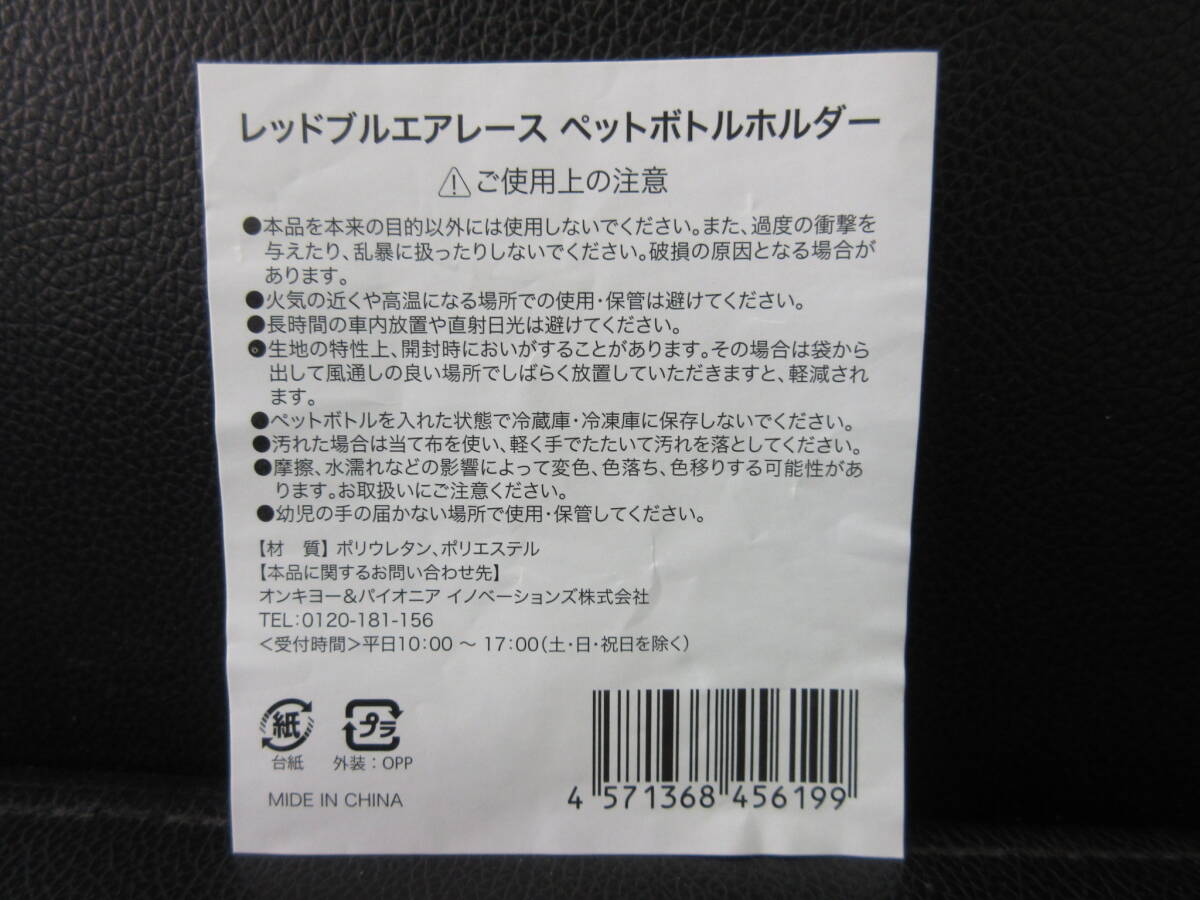 レッドブルエアレース ペットボトルホルダー
⚠ご使用上の注意
●本品を本来の目的以外には使用しないでください。また、過度の衝撃を
与えたり、乱暴に扱ったりしないでください。破損の原因となる場合が
あります。
●火気の近くや高温になる場所での使用・保管は避けてください。
●長時間の車内放置や直射日光は避けてください。
●生地の特性上、開封時においがすることがあります。その場合は袋から
出して風通しの良い場所でしばらく放置していただきますと、軽減され
ます。
●ペットボトルを入れた状態で冷蔵庫・冷凍庫に保存しないでください。
●汚れた場合は当て布を使い、軽く手でたたいて汚れを落としてください。
●摩擦、水濡れなどの影響によって変色、色落ち、色移りする可能性があ
ります。お取扱いにご注意ください。
●幼児の手の届かない場所で使用・保管してください。
【材　質】ポリウレタン、ポリエステル
【本品に関するお問い合わせ先】
オンキヨー&パイオニア イノベーションズ株式会社
TEL:0120-181-156
<受付時間>平日10:00 ～ 17:00(土・日・祝日を除く)
紙 プラ
台紙 外装：OPP
MIDE IN CHINA
4 571368 456199